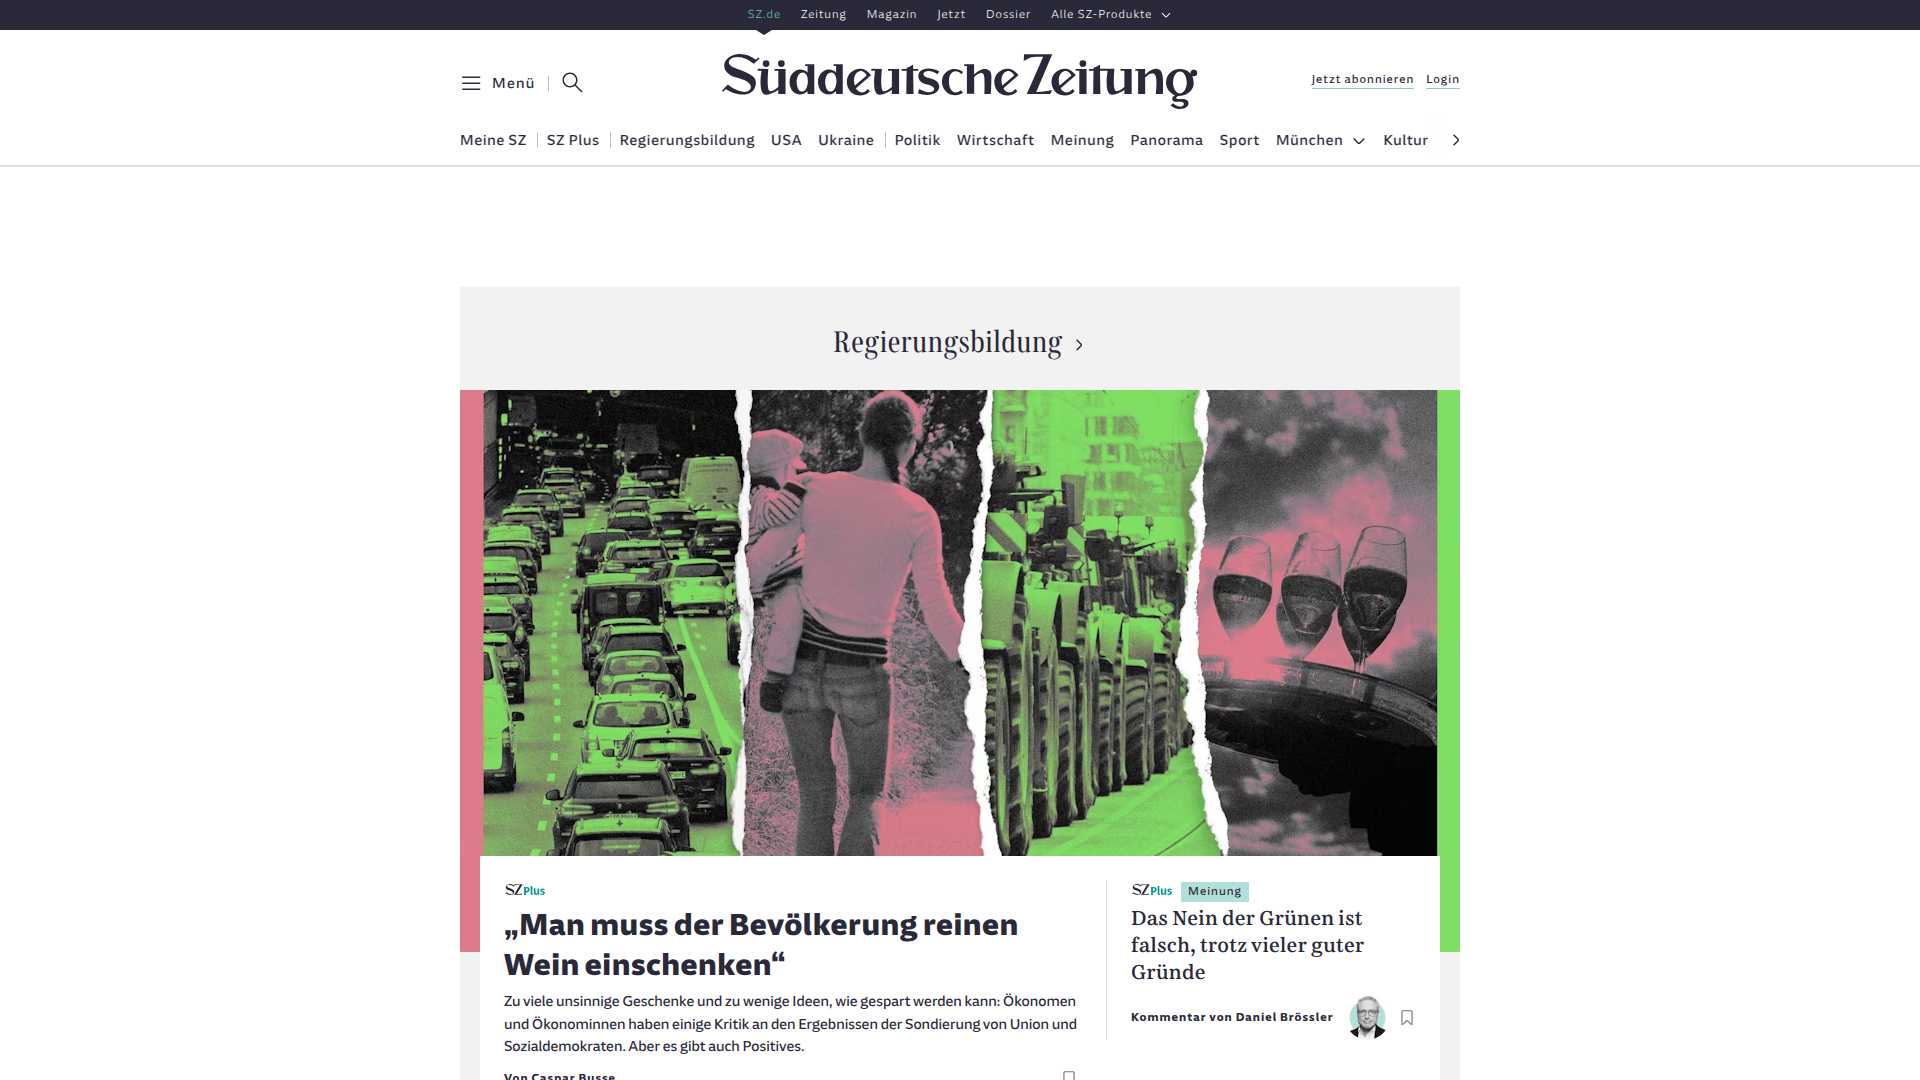 SZ.de Zeitung Magazin Jetzt Dossier Alle SZ-Produkte
Menü
Süddeutsche Zeitung
Jetzt abonnieren Login
Meine SZ SZ Plus Regierungsbildung USA Ukraine Politik Wirtschaft Meinung Panorama Sport München Kultur
Regierungsbildung
SZ Plus
„Man muss der Bevölkerung reinen
Wein einschenken“
Zu viele unsinnige Geschenke und zu wenige Ideen, wie gespart werden kann: Ökonomen
und Ökonominnen haben einige Kritik an den Ergebnissen der Sondierung von Union und
Sozialdemokraten. Aber es gibt auch Positives.
Von Caspar Busse
SZ Plus Meinung
Das Nein der Grünen ist
falsch, trotz vieler guter
Gründe
Kommentar von Daniel Brössler